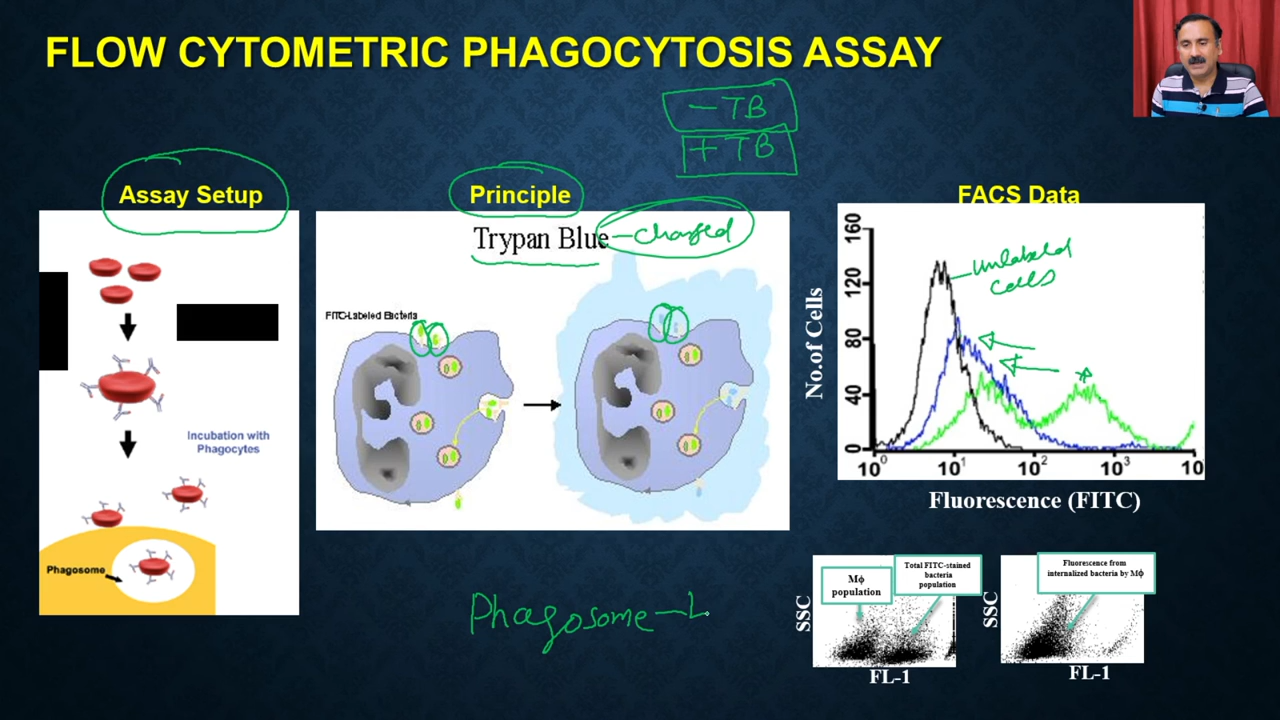 FLOW CYTOMETRIC PHAGOCYTOSIS ASSAY
- TB
+ TB
Assay Setup
Incubation with
Phagocytes
Phagosome
Principle
Trypan Blue - charged
FITC-Labeled Bacteria
Phagosome - L
FACS Data
No.of Cells
160
120
80
40
0
unlabeled
cells
10⁰ 10¹ 10² 10³ 10
Fluorescence (FITC)
SSC
Mϕ
population
Total FITC-stained
bacteria
population
FL-1
SSC
Fluorescence from
internalized bacteria by Mϕ
FL-1